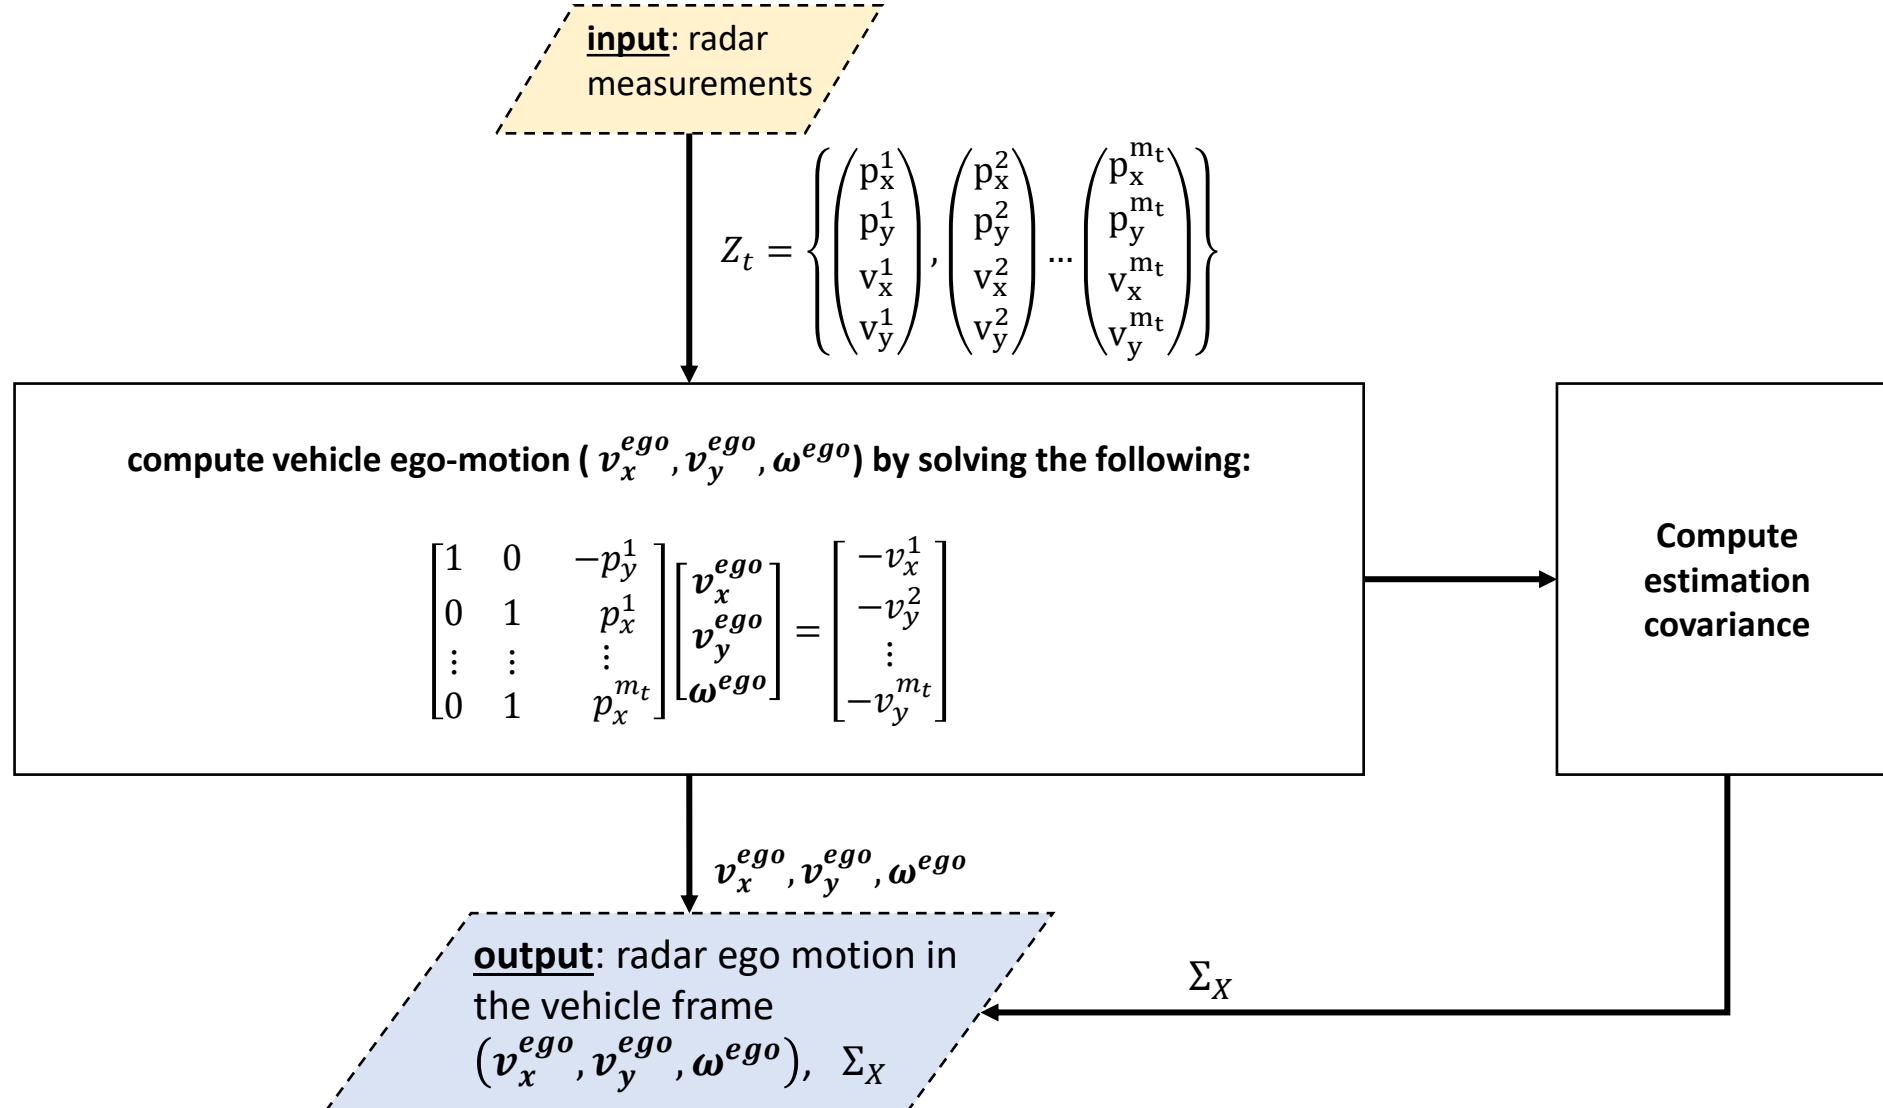 input: radar
measurements
Z_t = { (p_x^1 p_y^1 v_x^1 v_y^1), (p_x^2 p_y^2 v_x^2 v_y^2) … (p_x^{m_t} p_y^{m_t} v_x^{m_t} v_y^{m_t}) }
compute vehicle ego-motion ( v_x^{ego}, v_y^{ego}, ω^{ego}) by solving the following:
[1 0 −p_y^1; 0 1 p_x^1; ⋮ ⋮ ⋮; 0 1 p_x^{m_t}] [v_x^{ego}; v_y^{ego}; ω^{ego}] = [−v_x^1; −v_y^2; ⋮; −v_y^{m_t}]
Compute
estimation
covariance
v_x^{ego}, v_y^{ego}, ω^{ego}
output: radar ego motion in
the vehicle frame
(v_x^{ego}, v_y^{ego}, ω^{ego}), Σ_X
Σ_X